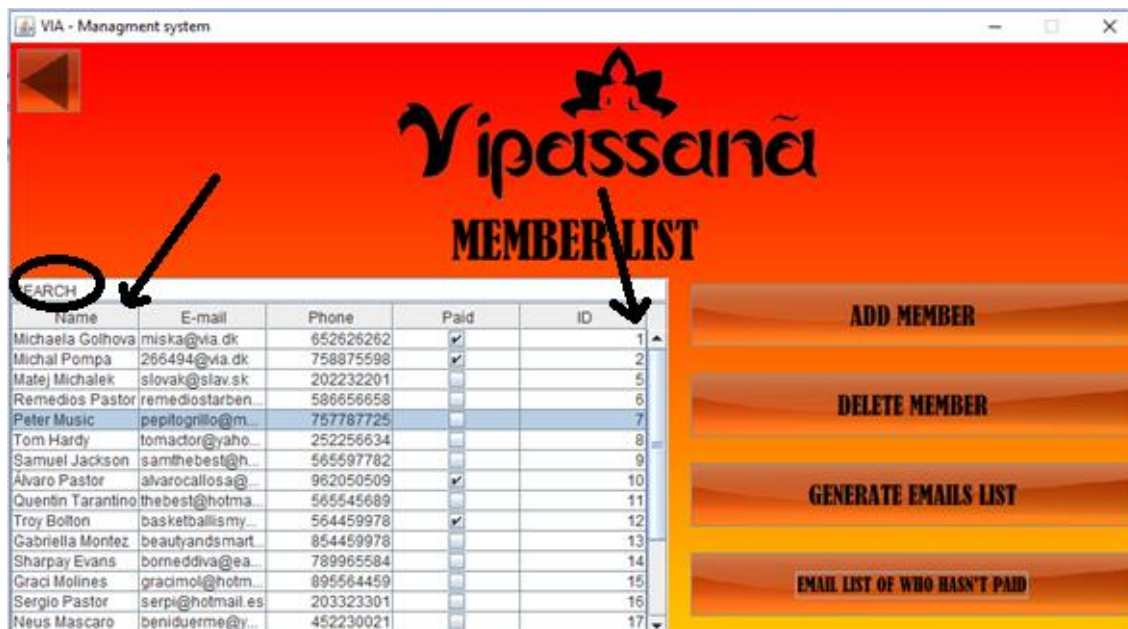 VIA - Managment system
Vipassanã
MEMBER LIST
SEARCH
Name E-mail Phone Paid ID
Michaela Golhova miska@via.dk 652626262 1
Michal Pompa 266494@via.dk 758875598 2
Matej Michalek slovak@slav.sk 202232201 5
Remedios Pastor remediostarben... 586656658 6
Peter Music pepitogrillo@m... 757787725 7
Tom Hardy tomactor@yaho... 252256634 8
Samuel Jackson samthebest@h... 565597782 9
Álvaro Pastor alvarocallosa@... 962050509 10
Quentin Tarantino thebest@hotma... 565545689 11
Troy Bolton basketballismy... 564459978 12
Gabriella Montez beautyandsmart... 854459978 13
Sharpay Evans borneddiva@ea... 789965584 14
Graci Molines gracimol@hotm... 895564459 15
Sergio Pastor serpi@hotmail.es 203323301 16
Neus Mascaro beniduerme@y... 452230021 17
ADD MEMBER
DELETE MEMBER
GENERATE EMAILS LIST
EMAIL LIST OF WHO HASN'T PAID